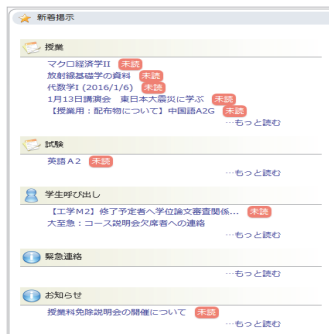 新着掲示
授業
マクロ経済学II 未読
放射線基礎学の資料 未読
代数学I (2016/1/6) 未読
1月13日講演会 東日本大震災に学ぶ 未読
【授業用：配布物について】中国語A2G 未読
…もっと読む
試験
英語A2 未読
…もっと読む
学生呼び出し
【工学M2】修了予定者へ学位論文審査関係... 未読
大至急：コース説明会欠席者への連絡
…もっと読む
緊急連絡
…もっと読む
お知らせ
授業料免除説明会の開催について 未読
…もっと読む